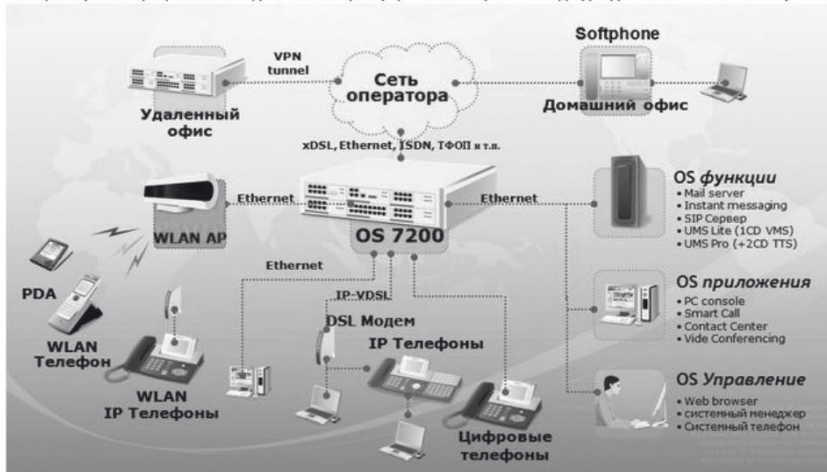 VPN
tunnel
Сеть
оператора
Softphone
Удаленный
офис
Домашний офис
xDSL, Ethernet, ISDN, ТФОП и т.п.
WLAN AP
Ethernet
OS 7200
Ethernet
OS функции
• Mail server
• Instant messaging
• SIP Сервер
• UMS Lite (1CD VMS)
• UMS Pro (+2CD TTS)
PDA
WLAN
Телефон
WLAN
IP Телефоны
Ethernet
IP-VDSL
DSL Модем
IP Телефоны
Цифровые
телефоны
OS приложения
• PC console
• Smart Call
• Contact Center
• Vide Conferencing
OS Управление
• Web browser
• системный менеджер
• Системный телефон